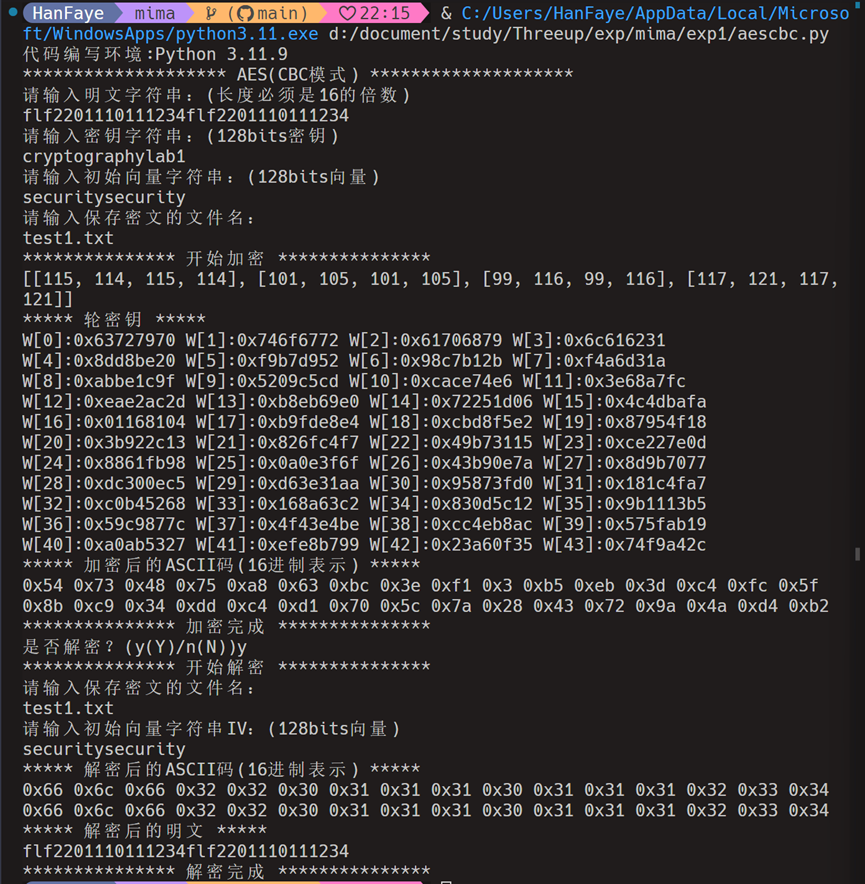 HanFaye mima (main) 22:15 & C:/Users/HanFaye/AppData/Local/Microso
ft/WindowsApps/python3.11.exe d:/document/study/Threeup/exp/mima/exp1/aescbc.py
代码编写环境:Python 3.11.9
******************** AES(CBC模式) ********************
请输入明文字符串: (长度必须是16的倍数)
flf2201110111234flf2201110111234
请输入密钥字符串: (128bits密钥)
cryptographylab1
请输入初始向量字符串: (128bits向量)
securitysecurity
请输入保存密文的文件名:
test1.txt
*************** 开始加密 ***************
[[115, 114, 115, 114], [101, 105, 101, 105], [99, 116, 99, 116], [117, 121, 117,
121]]
***** 轮密钥 *****
W[0]:0x63727970 W[1]:0x746f6772 W[2]:0x61706879 W[3]:0x6c616231
W[4]:0x8dd8be20 W[5]:0xf9b7d952 W[6]:0x98c7b12b W[7]:0xf4a6d31a
W[8]:0xabbe1c9f W[9]:0x5209c5cd W[10]:0xcace74e6 W[11]:0x3e68a7fc
W[12]:0xeae2ac2d W[13]:0xb8eb69e0 W[14]:0x72251d06 W[15]:0x4c4dbafa
W[16]:0x01168104 W[17]:0xb9fde8e4 W[18]:0xcbd8f5e2 W[19]:0x87954f18
W[20]:0x3b922c13 W[21]:0x826fc4f7 W[22]:0x49b73115 W[23]:0xce227e0d
W[24]:0x8861fb98 W[25]:0x0a0e3f6f W[26]:0x43b90e7a W[27]:0x8d9b7077
W[28]:0xdc300ec5 W[29]:0xd63e31aa W[30]:0x95873fd0 W[31]:0x181c4fa7
W[32]:0xc0b45268 W[33]:0x168a63c2 W[34]:0x830d5c12 W[35]:0x9b1113b5
W[36]:0x59c9877c W[37]:0x4f43e4be W[38]:0xcc4eb8ac W[39]:0x575fab19
W[40]:0xa0ab5327 W[41]:0xefe8b799 W[42]:0x23a60f35 W[43]:0x74f9a42c
***** 加密后的ASCII码(16进制表示) *****
0x54 0x73 0x48 0x75 0xa8 0x63 0xbc 0x3e 0xf1 0x3 0xb5 0xeb 0x3d 0xc4 0xfc 0x5f
0x8b 0xc9 0x34 0xdd 0xc4 0xd1 0x70 0x5c 0x7a 0x28 0x43 0x72 0x9a 0x4a 0xd4 0xb2
*************** 加密完成 ***************
是否解密? (y(Y)/n(N))y
*************** 开始解密 ***************
请输入保存密文的文件名:
test1.txt
请输入初始向量字符串IV: (128bits向量)
securitysecurity
***** 解密后的ASCII码(16进制表示) *****
0x66 0x6c 0x66 0x32 0x32 0x30 0x31 0x31 0x31 0x30 0x31 0x31 0x31 0x32 0x33 0x34
0x66 0x6c 0x66 0x32 0x32 0x30 0x31 0x31 0x31 0x30 0x31 0x31 0x31 0x32 0x33 0x34
***** 解密后的明文 *****
flf2201110111234flf2201110111234
*************** 解密完成 ***************